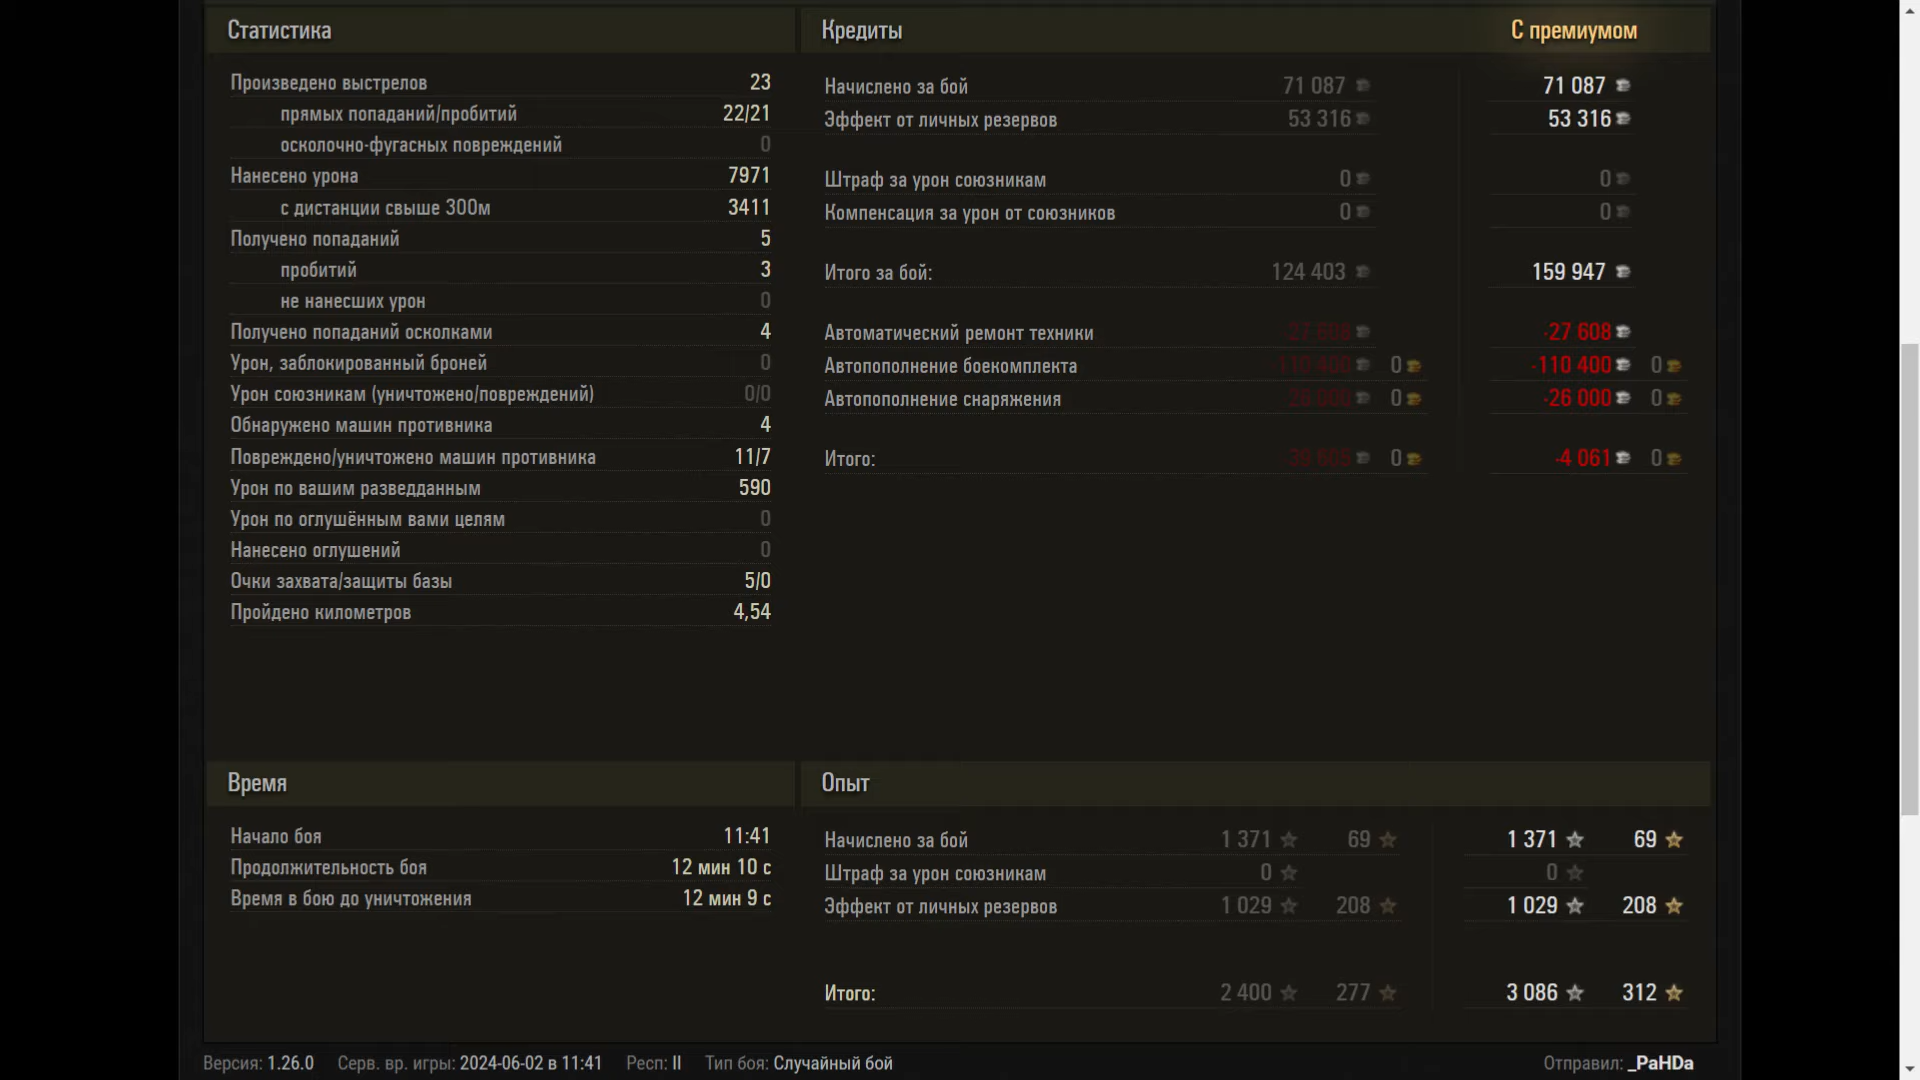 Статистика
Произведено выстрелов 23
прямых попаданий/пробитий 22/21
осколочно-фугасных повреждений 0
Нанесено урона 7971
с дистанции свыше 300м 3411
Получено попаданий 5
пробитий 3
не нанесших урон 0
Получено попаданий осколками 4
Урон, заблокированный броней 0
Урон союзникам (уничтожено/повреждений) 0/0
Обнаружено машин противника 4
Повреждено/уничтожено машин противника 11/7
Урон по вашим разведданным 590
Урон по оглушённым вами целям 0
Нанесено оглушений 0
Очки захвата/защиты базы 5/0
Пройдено километров 4,54
Кредиты С премиумом
Начислено за бой 71 087 71 087
Эффект от личных резервов 53 316 53 316
Штраф за урон союзникам 0 0
Компенсация за урон от союзников 0 0
Итого за бой: 124 403 159 947
Автоматический ремонт техники -27 608 -27 608
Автопополнение боекомплекта -110 400 0 -110 400 0
Автопополнение снаряжения -26 000 0 -26 000 0
Итого: -39 605 0 -4 061 0
Время
Начало боя 11:41
Продолжительность боя 12 мин 10 с
Время в бою до уничтожения 12 мин 9 с
Опыт
Начислено за бой 1 371 69 1 371 69
Штраф за урон союзникам 0 0
Эффект от личных резервов 1 029 208 1 029 208
Итого: 2 400 277 3 086 312
Версия: 1.26.0 Серв. вр. игры: 2024-06-02 в 11:41 Респ: II Тип боя: Случайный бой Отправил: _PaHDa